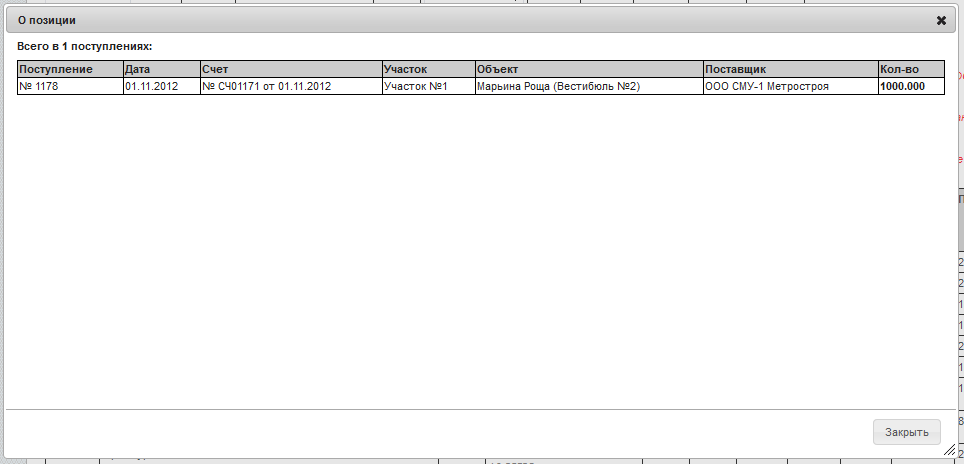 О позиции
Всего в 1 поступлениях:
Поступление Дата Счет Участок Объект Поставщик Кол-во
№ 1178 01.11.2012 № СЧ01171 от 01.11.2012 Участок №1 Марьина Роща (Вестибюль №2) ООО СМУ-1 Метростроя 1000.000
Закрыть